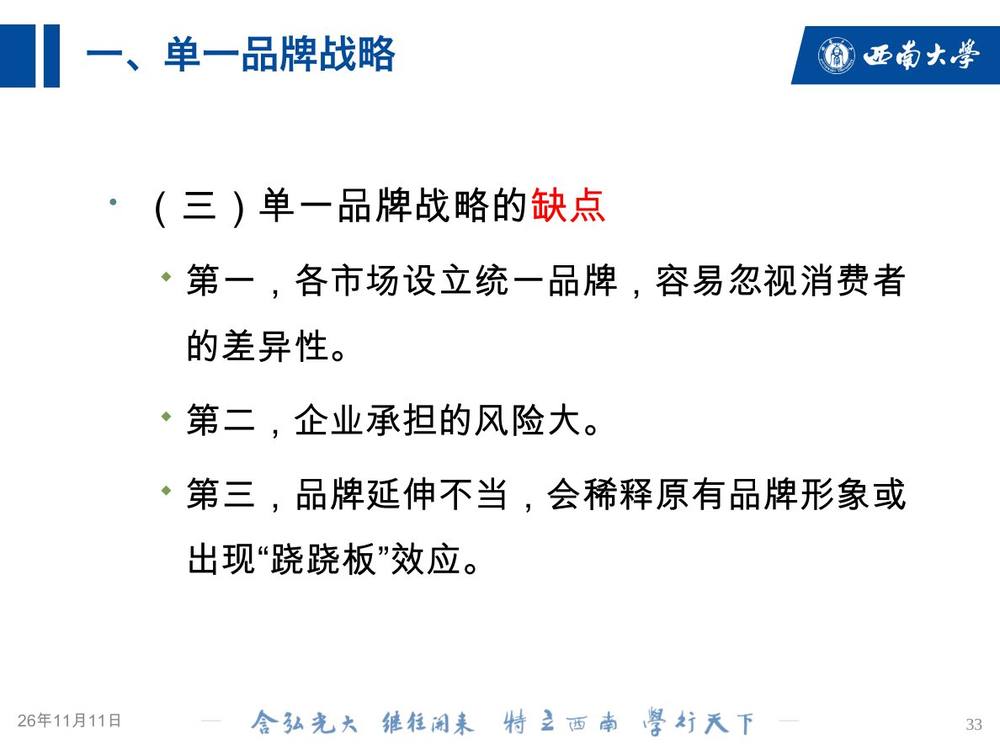 一、单一品牌战略
西南大学
（三）单一品牌战略的缺点
第一，各市场设立统一品牌，容易忽视消费者
的差异性。
第二，企业承担的风险大。
第三，品牌延伸不当，会稀释原有品牌形象或
出现“跷跷板”效应。
26年11月11日
含弘光大 继往开来 特立西南 学行天下
33